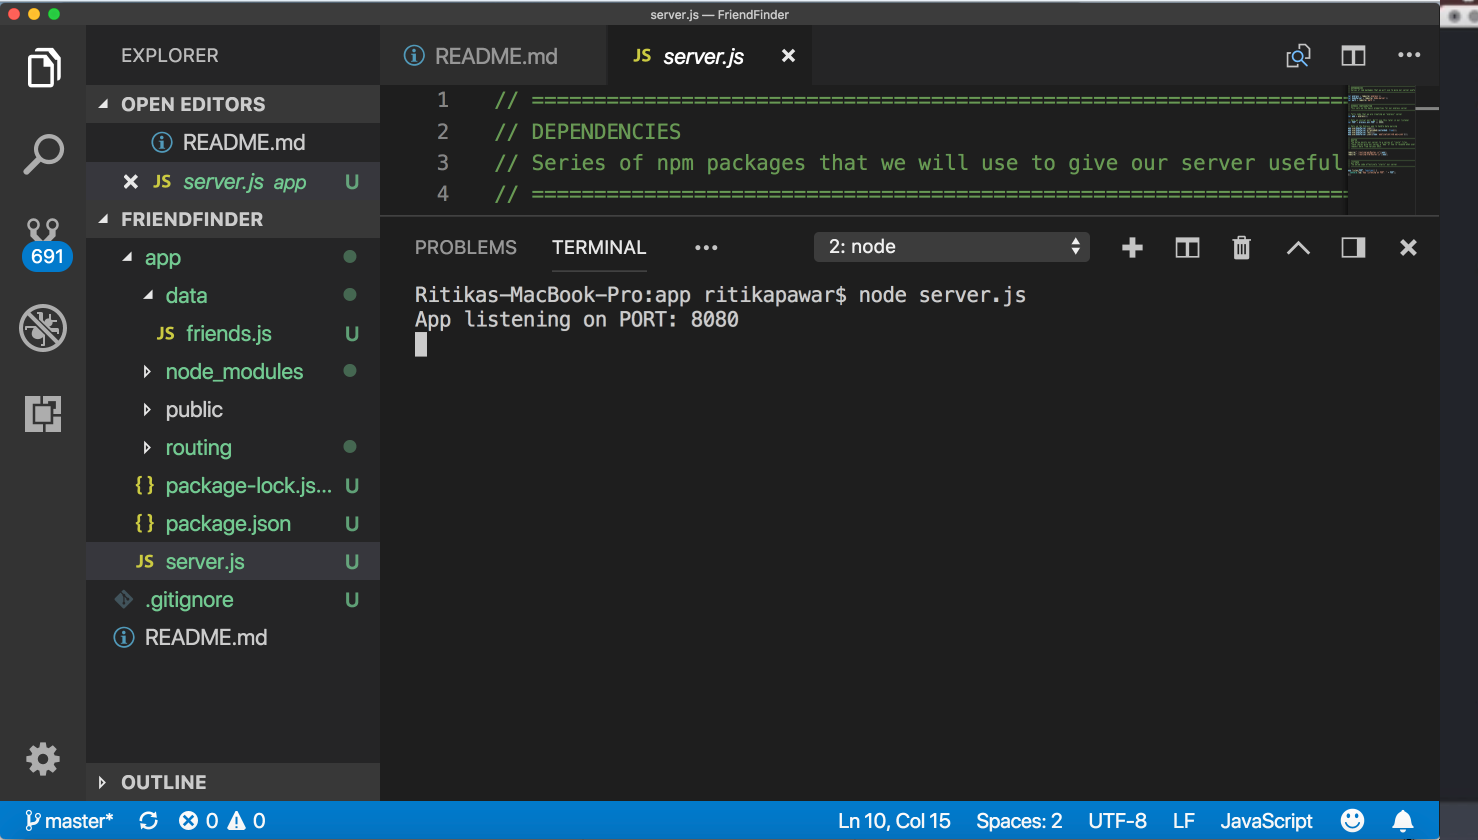 server.js — FriendFinder
EXPLORER
OPEN EDITORS
README.md
JS server.js app U
FRIENDFINDER
691
app
data
JS friends.js U
node_modules
public
routing
{} package-lock.js... U
{} package.json U
JS server.js U
.gitignore U
README.md
OUTLINE
README.md
JS server.js
1 // ==============================================================================
2 // DEPENDENCIES
3 // Series of npm packages that we will use to give our server useful
4 // ==============================================================================
PROBLEMS TERMINAL ... 2: node
Ritikas-MacBook-Pro:app ritikapawar$ node server.js
App listening on PORT: 8080
master* 0 0 Ln 10, Col 15 Spaces: 2 UTF-8 LF JavaScript